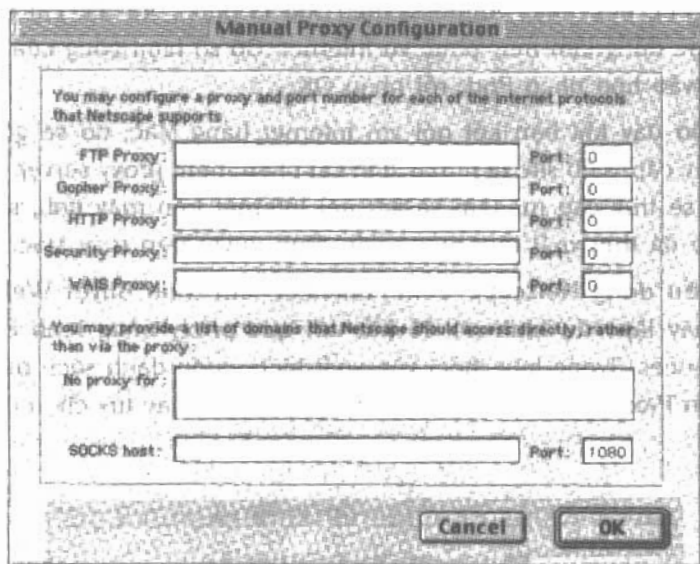 Manual Proxy Configuration
You may configure a proxy and port number for each of the internet protocols
that Netscape supports
FTP Proxy: Port: 0
Gopher Proxy: Port: 0
HTTP Proxy: Port: 0
Security Proxy: Port: 0
WAIS Proxy: Port: 0
You may provide a list of domains that Netscape should access directly, rather
than via the proxy:
No proxy for:
SOCKS host: Port: 1080
Cancel OK